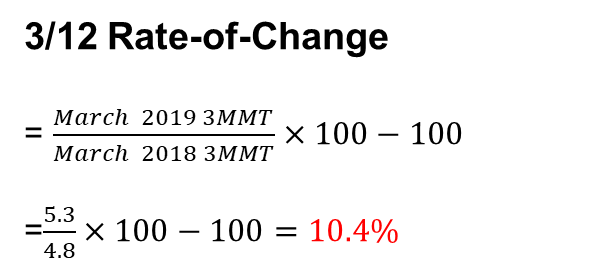 3/12 Rate-of-Change
= March 2019 3MMT / March 2018 3MMT × 100 − 100
= 5.3 / 4.8 × 100 − 100 = 10.4%